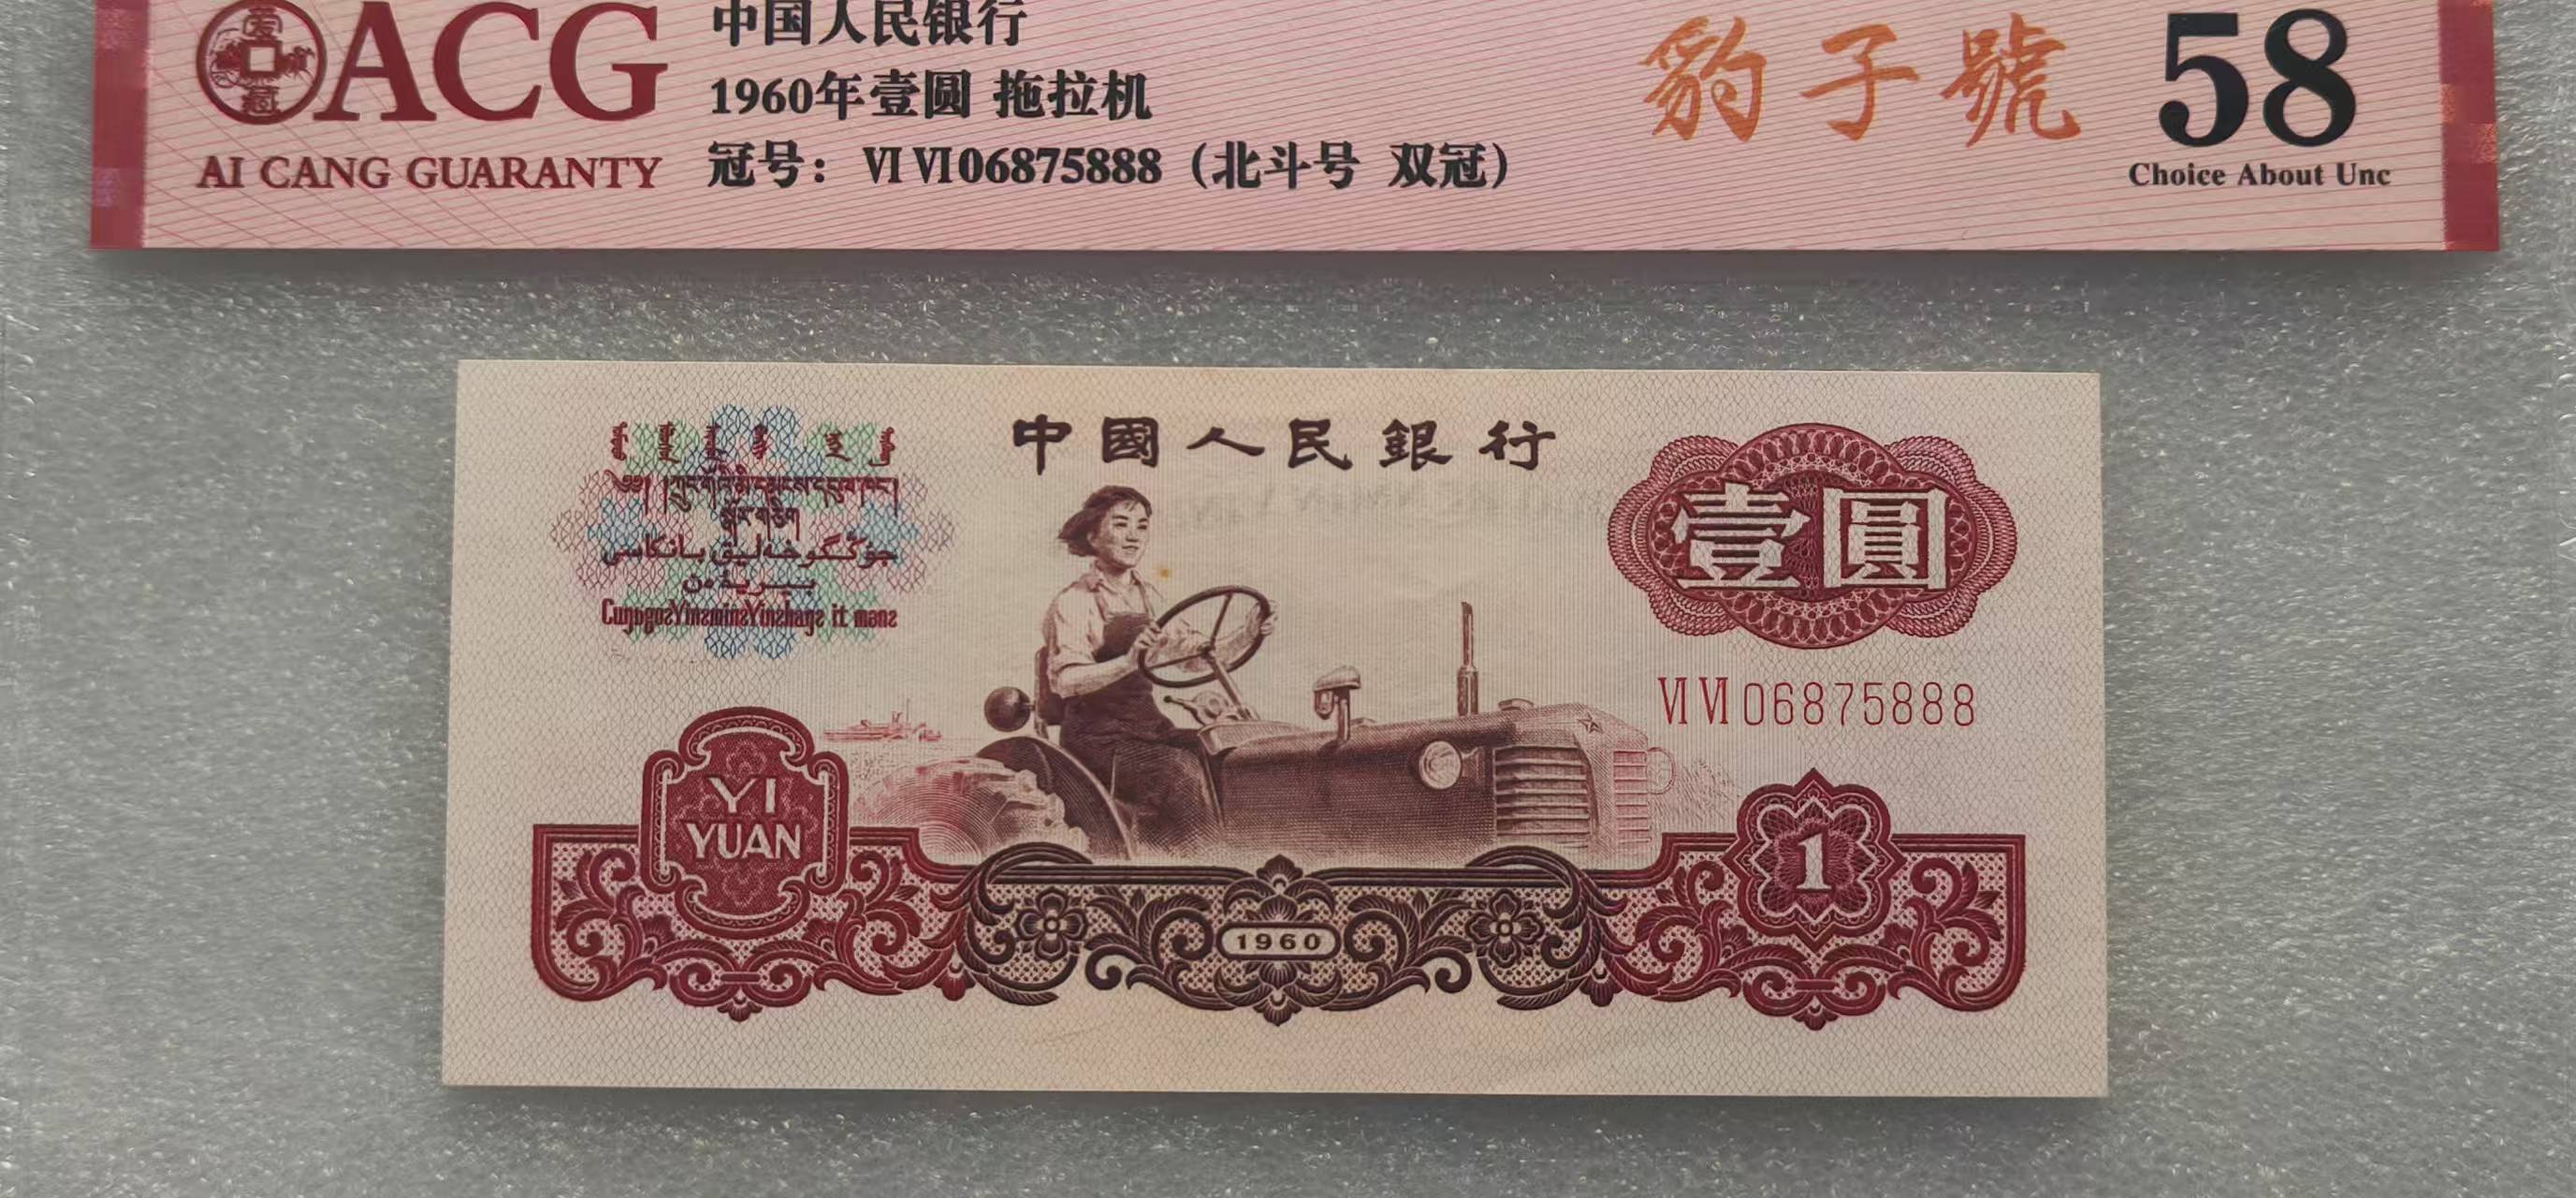 ACG
AI CANG GUARANTY
中国人民银行
1960年壹圆 拖拉机
冠号：ⅥⅥ06875888（北斗号 双冠）
豹子號
58
Choice About Unc
中國人民銀行
壹圓
ⅥⅥ06875888
YI
YUAN
1960
1